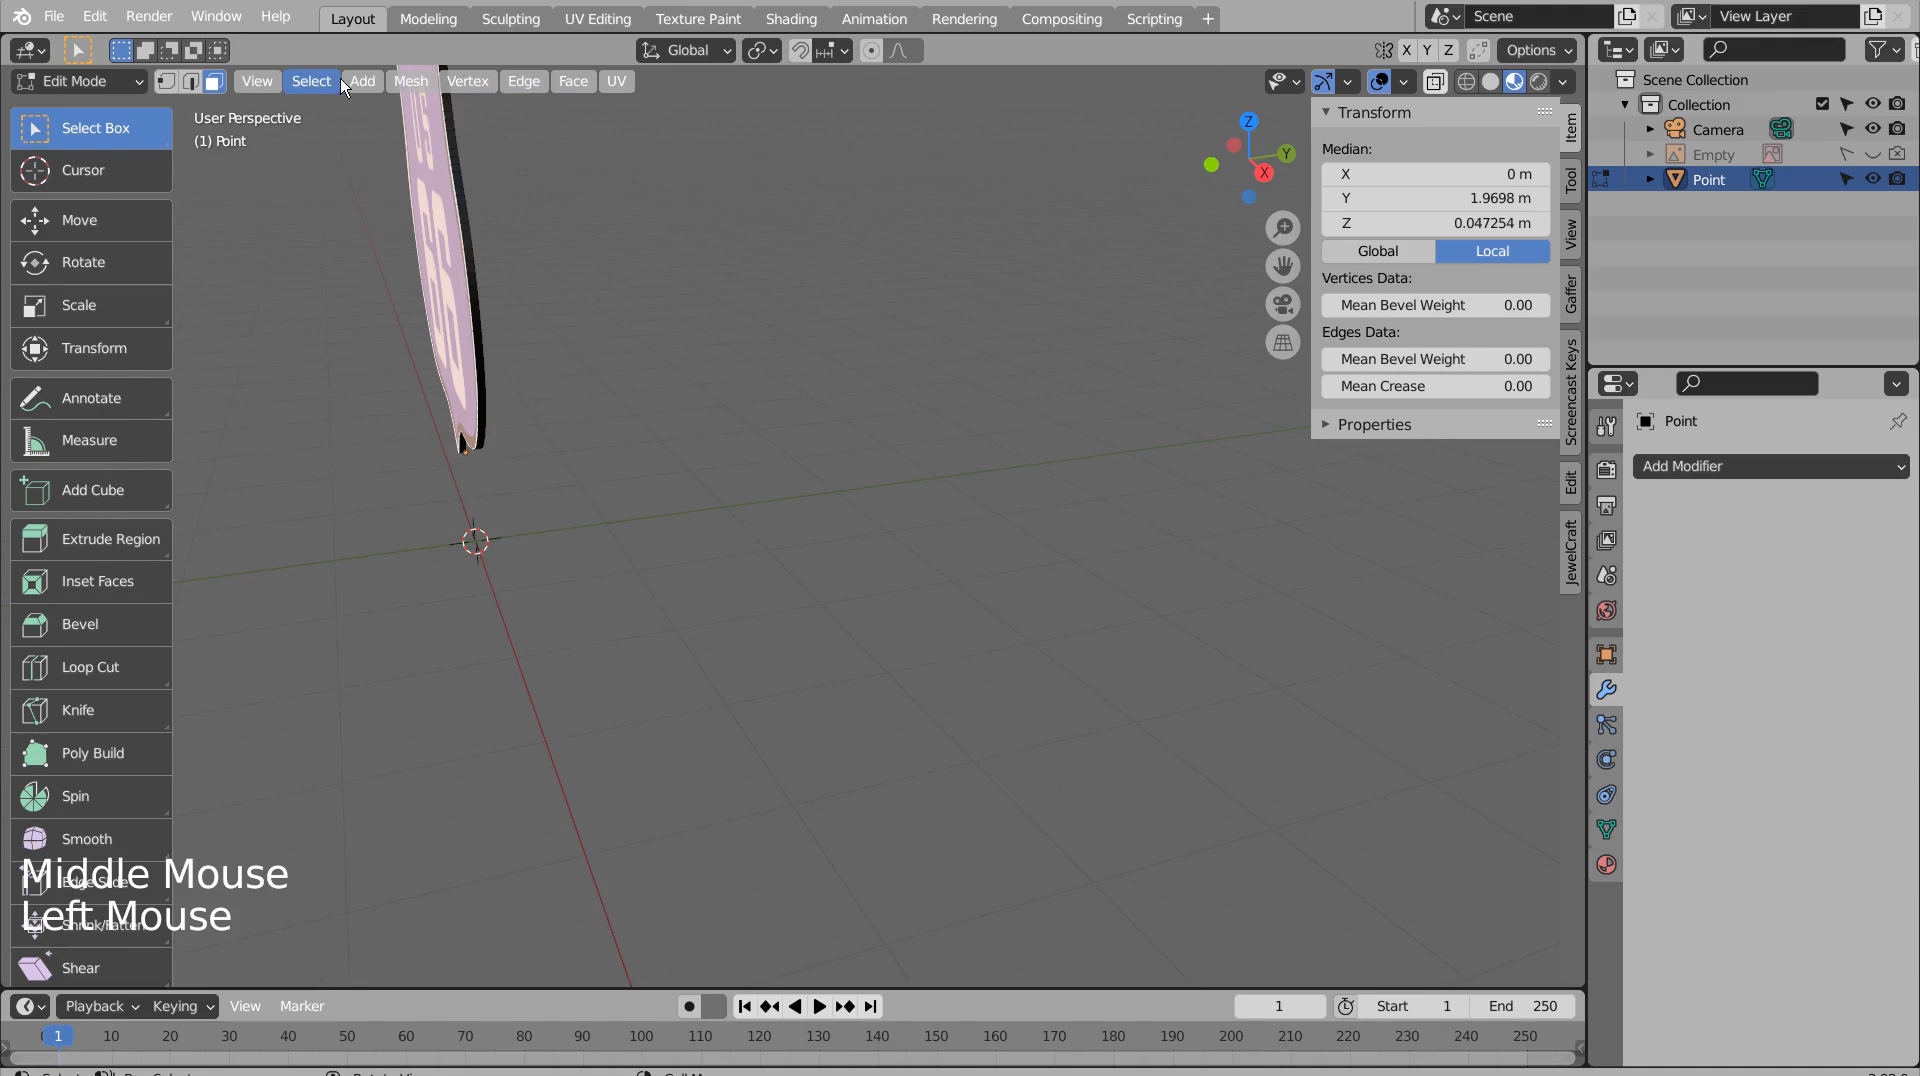 File Edit Render Window Help Layout Modeling Sculpting UV Editing Texture Paint Shading Animation Rendering Compositing Scripting + Scene View Layer
Global X Y Z Options
Edit Mode View Select Add Mesh Vertex Edge Face UV
Scene Collection
Collection
Camera
Empty
Point
User Perspective
(1) Point
Z
Y
X
Select Box
Cursor
Move
Rotate
Scale
Transform
Annotate
Measure
Add Cube
Extrude Region
Inset Faces
Bevel
Loop Cut
Knife
Poly Build
Spin
Smooth
Edge Slide
Shrink/Fatten
Shear
Middle Mouse
Left Mouse
Transform
Median:
X 0 m
Y 1.9698 m
Z 0.047254 m
Global Local
Vertices Data:
Mean Bevel Weight 0.00
Edges Data:
Mean Bevel Weight 0.00
Mean Crease 0.00
Properties
Item
Tool
View
Gaffer
Screencast Keys
Edit
JewelCraft
Point
Add Modifier
Playback Keying View Marker 1 Start 1 End 250
1 10 20 30 40 50 60 70 80 90 100 110 120 130 140 150 160 170 180 190 200 210 220 230 240 250